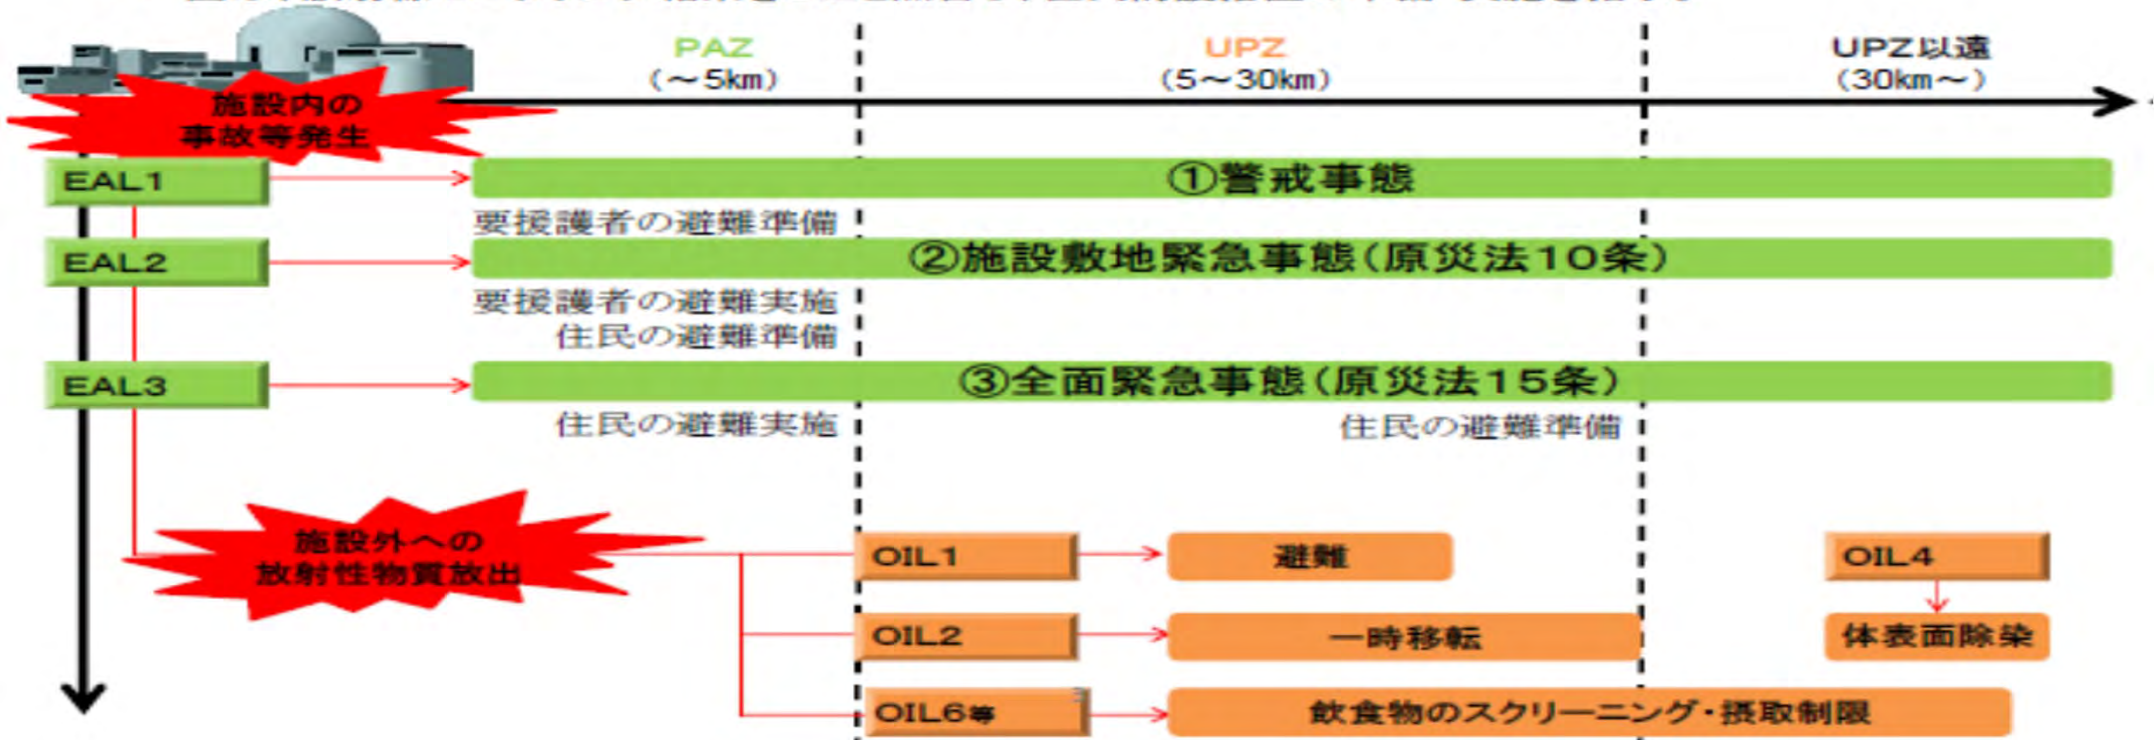 PAZ
(～5km)
UPZ
(5～30km)
UPZ以遠
(30km～)
施設内の
事故等発生
EAL1
①警戒事態
要援護者の避難準備
EAL2
②施設敷地緊急事態(原災法10条)
要援護者の避難実施
住民の避難準備
EAL3
③全面緊急事態(原災法15条)
住民の避難実施
住民の避難準備
施設外への
放射性物質放出
OIL1
避難
OIL4
OIL2
一時移転
体表面除染
OIL6等
飲食物のスクリーニング・摂取制限